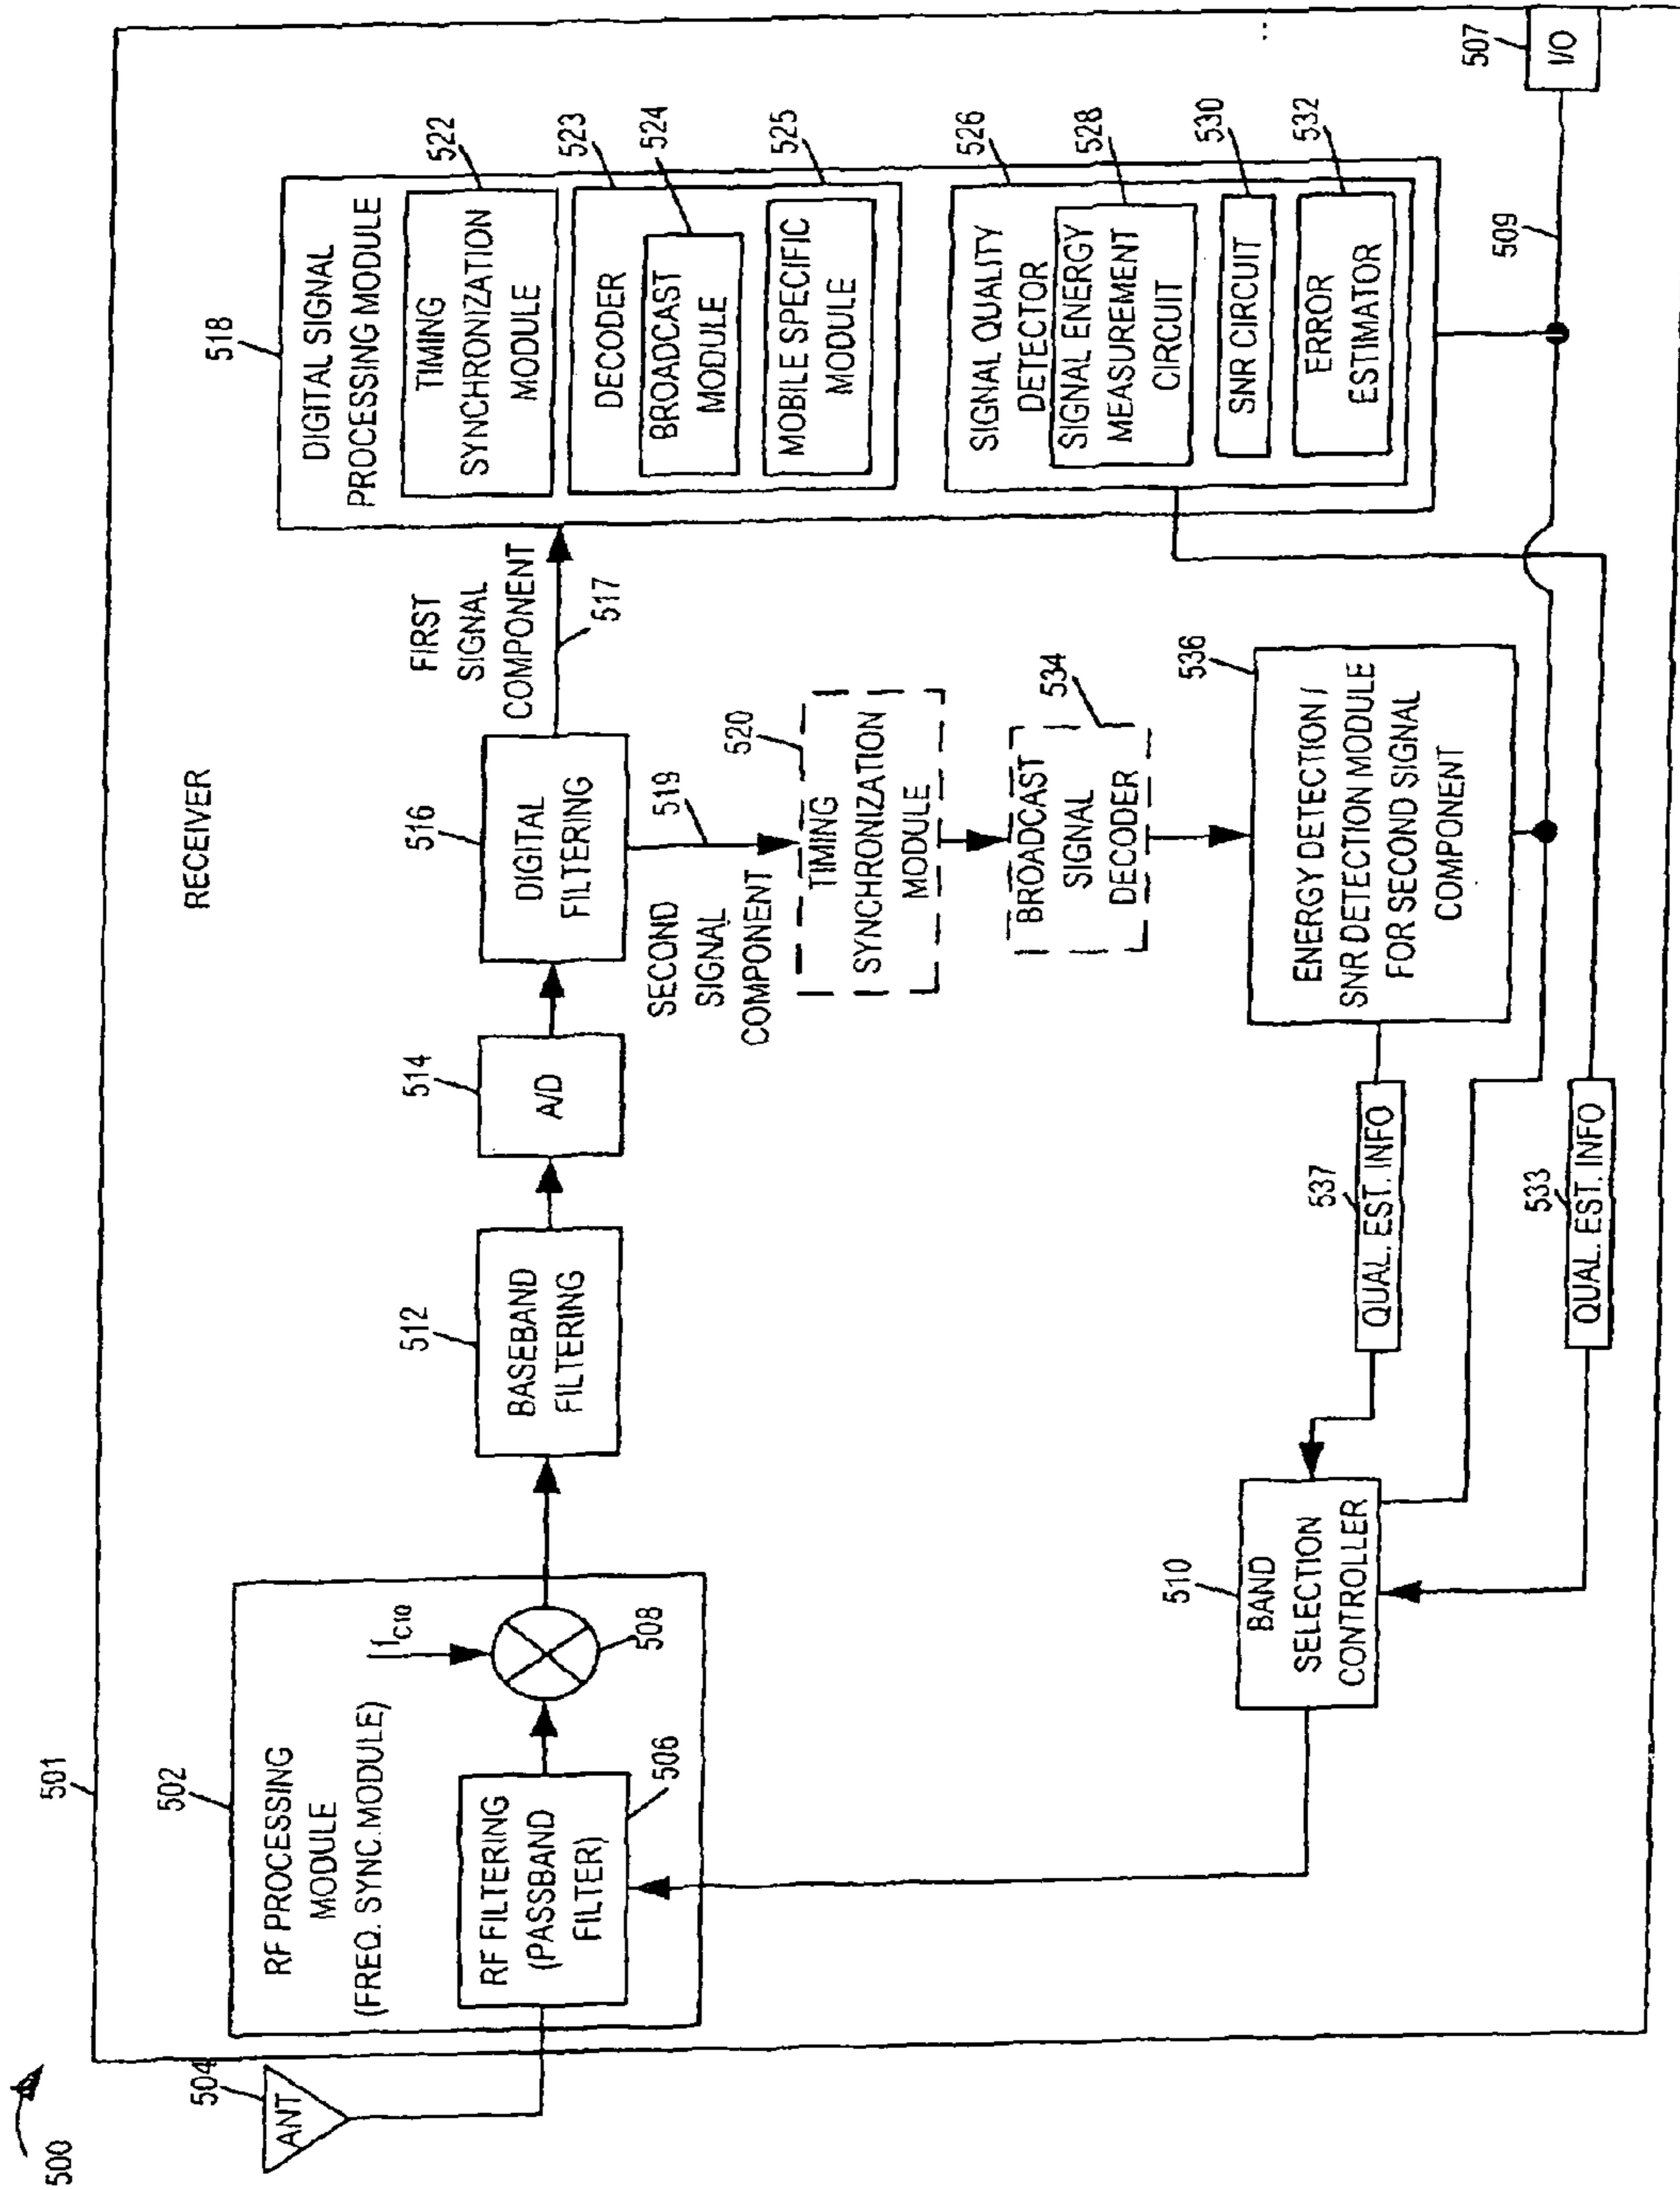 500
501
RECEIVER
502
RF PROCESSING
MODULE
(FREQ. SYNC.MODULE)
504
ANT
RF FILTERING
(PASSBAND
FILTER)
506
508
512
BASEBAND
FILTERING
514
A/D
516
DIGITAL
FILTERING
FIRST
SIGNAL
COMPONENT
517
SECOND
SIGNAL
COMPONENT
519
520
TIMING
SYNCHRONIZATION
MODULE
534
BROADCAST
SIGNAL
DECODER
536
ENERGY DETECTION /
SNR DETECTION MODULE
FOR SECOND SIGNAL
COMPONENT
510
BAND
SELECTION
CONTROLLER
537
QUAL. EST. INFO
533
QUAL. EST. INFO
518
DIGITAL SIGNAL
PROCESSING MODULE
522
TIMING
SYNCHRONIZATION
MODULE
523
DECODER
524
BROADCAST
MODULE
525
MOBILE SPECIFIC
MODULE
526
SIGNAL QUALITY
DETECTOR
528
SIGNAL ENERGY
MEASUREMENT
CIRCUIT
530
SNR CIRCUIT
532
ERROR
ESTIMATOR
509
507
I/O